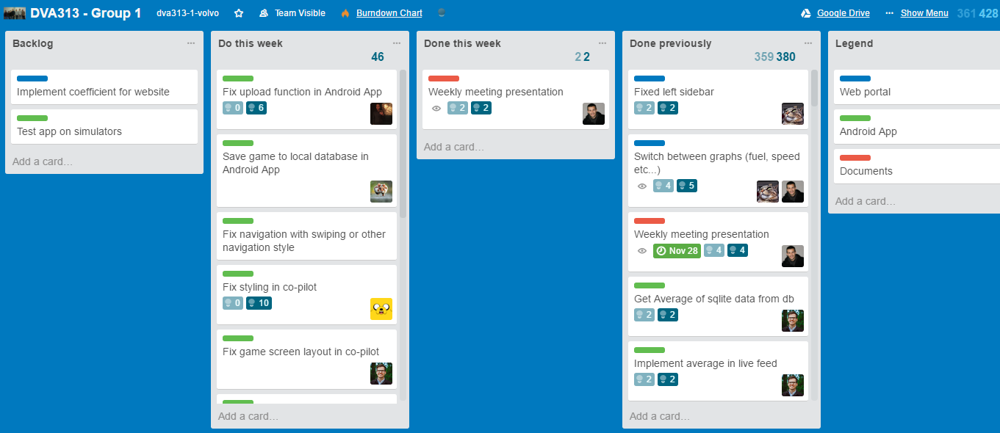 DVA313 - Group 1 dva313-1-volvo Team Visible Burndown Chart Google Drive ... Show Menu 361 428
Backlog ...
Implement coefficient for website
Test app on simulators
Add a card...
Do this week ...
46
Fix upload function in Android App
0 6
Save game to local database in
Android App
Fix navigation with swiping or other
navigation style
Fix styling in co-pilot
0 10
Fix game screen layout in co-pilot
Add a card...
Done this week ...
2 2
Weekly meeting presentation
2 2
Add a card...
Done previously ...
359 380
Fixed left sidebar
2 2
Switch between graphs (fuel, speed
etc...)
4 5
Weekly meeting presentation
Nov 28 4 4
Get Average of sqlite data from db
2 2
Implement average in live feed
2 2
Add a card...
Legend
Web portal
Android App
Documents
Add a card...